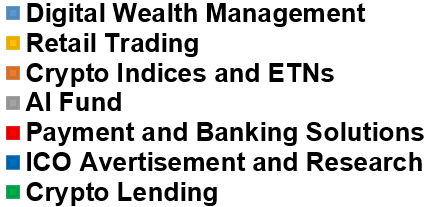 Digital Wealth Management
Retail Trading
Crypto Indices and ETNs
AI Fund
Payment and Banking Solutions
ICO Avertisement and Research
Crypto Lending